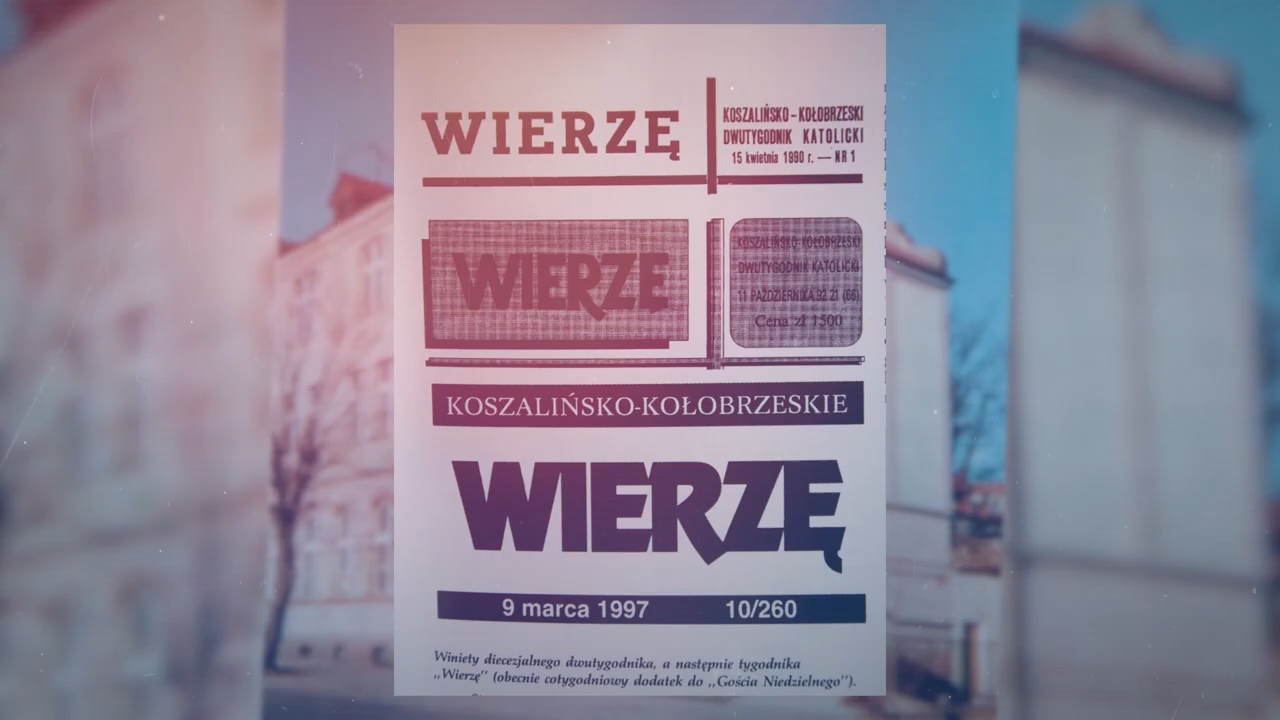 WIERZĘ
KOSZALIŃSKO-KOŁOBRZESKI
DWUTYGODNIK KATOLICKI
15 kwietnia 1990 r. — NR 1
WIERZĘ
KOSZALIŃSKO-KOŁOBRZESKI
DWUTYGODNIK KATOLICKI
11 PAŹDZIERNIKA 92 21 (66)
Cena zł 1500
KOSZALIŃSKO-KOŁOBRZESKIE
WIERZĘ
9 marca 1997 10/260
Winiety diecezjalnego dwutygodnika, a następnie tygodnika
,,Wierzę'' (obecnie cotygodniowy dodatek do ,,Gościa Niedzielnego'').